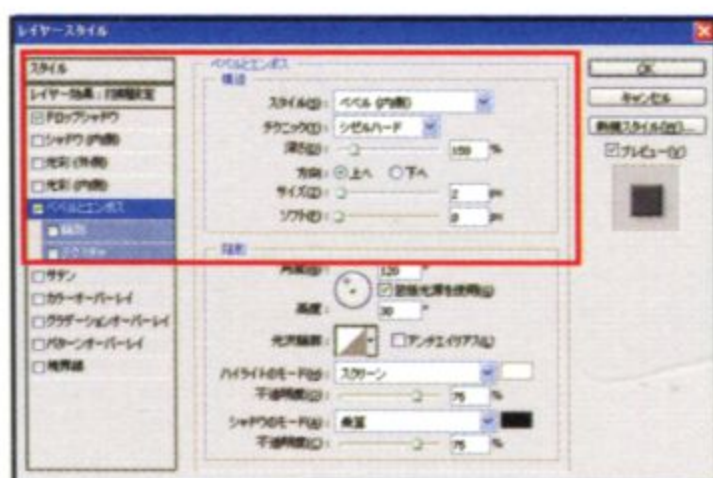 レイヤースタイル
スタイル
レイヤー効果 : 初期設定
ドロップシャドウ
シャドウ (内側)
光彩 (外側)
光彩 (内側)
ベベルとエンボス
輪郭
テクスチャ
サテン
カラーオーバーレイ
グラデーションオーバーレイ
パターンオーバーレイ
境界線
ベベルとエンボス
構造
スタイル(S): ベベル (内側)
テクニック(T): シゼルハード
深さ(D): 150 %
方向: 上へ 下へ
サイズ(Z): 2 px
ソフト(F): 0 px
陰影
角度(B): 120 °
包括光源を使用(G)
高度: 30 °
光沢輪郭: アンチエイリアス(L)
ハイライトのモード(H): スクリーン
不透明度(O): 75 %
シャドウのモード(A): 乗算
不透明度(C): 75 %
OK
キャンセル
新規スタイル(W)...
プレビュー(V)